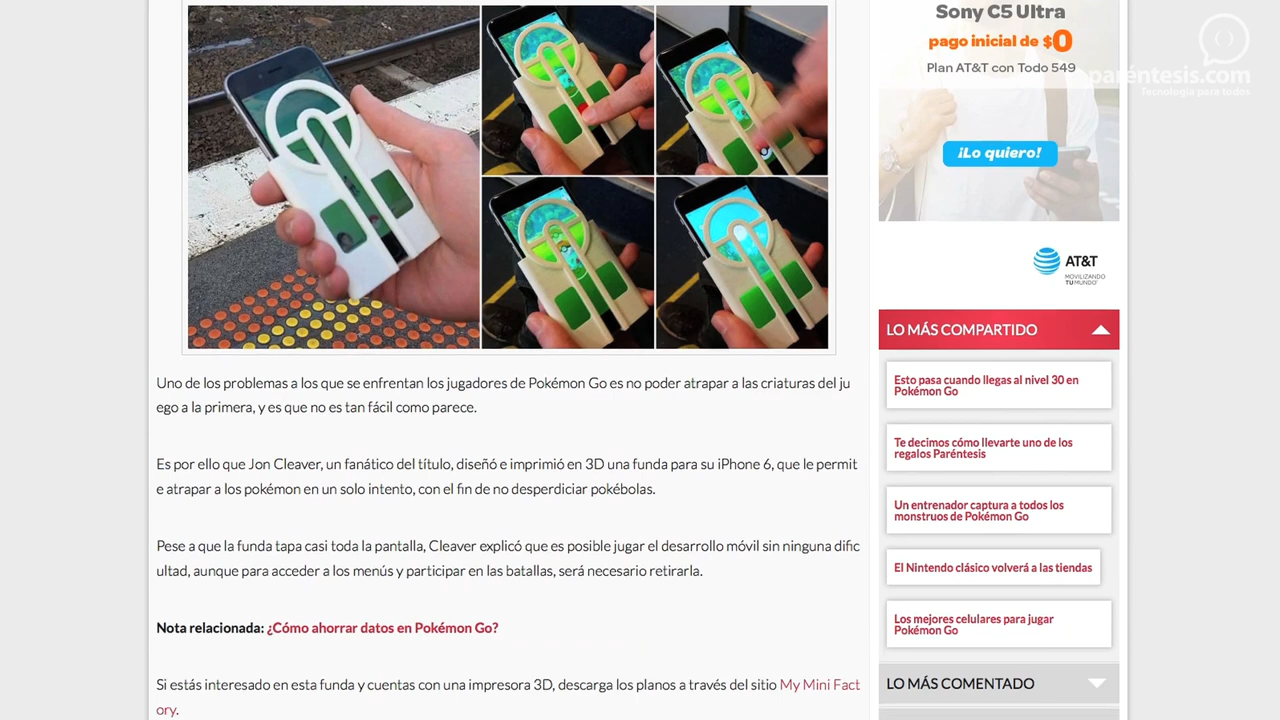 Sony C5 Ultra
pago inicial de $0
Plan AT&T con Todo 549
paréntesis.com
Tecnología para todos
¡Lo quiero!
AT&T
MOVILIZANDO
TU MUNDO
Uno de los problemas a los que se enfrentan los jugadores de Pokémon Go es no poder atrapar a las criaturas del ju
ego a la primera, y es que no es tan fácil como parece.
Es por ello que Jon Cleaver, un fanático del título, diseñó e imprimió en 3D una funda para su iPhone 6, que le permit
e atrapar a los pokémon en un solo intento, con el fin de no desperdiciar pokébolas.
Pese a que la funda tapa casi toda la pantalla, Cleaver explicó que es posible jugar el desarrollo móvil sin ninguna dific
ultad, aunque para acceder a los menús y participar en las batallas, será necesario retirarla.
Nota relacionada: ¿Cómo ahorrar datos en Pokémon Go?
Si estás interesado en esta funda y cuentas con una impresora 3D, descarga los planos a través del sitio My Mini Fact
ory.
LO MÁS COMPARTIDO
Esto pasa cuando llegas al nivel 30 en
Pokémon Go
Te decimos cómo llevarte uno de los
regalos Paréntesis
Un entrenador captura a todos los
monstruos de Pokémon Go
El Nintendo clásico volverá a las tiendas
Los mejores celulares para jugar
Pokémon Go
LO MÁS COMENTADO